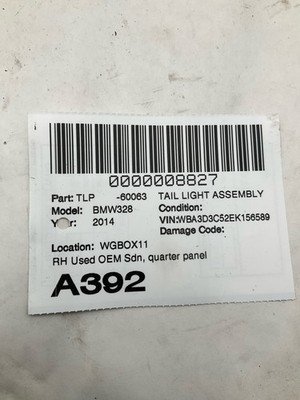 0000008827
Part: TLP -60063 TAIL LIGHT ASSEMBLY
Model: BMW328 Condition:
Year: 2014 VIN:WBA3D3C52EK156589
Damage Code:
Location: WGBOX11
RH Used OEM Sdn, quarter panel
A392